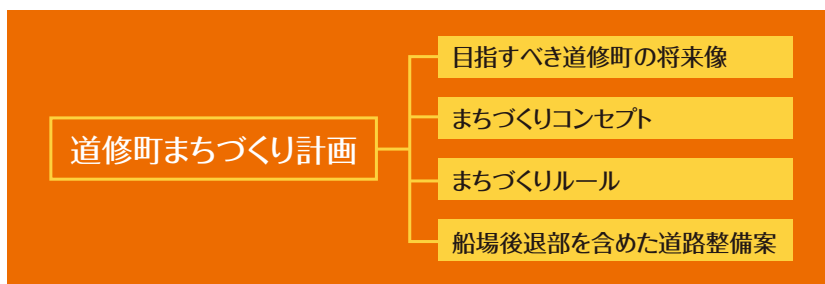 道修町まちづくり計画
目指すべき道修町の将来像
まちづくりコンセプト
まちづくりルール
船場後退部を含めた道路整備案